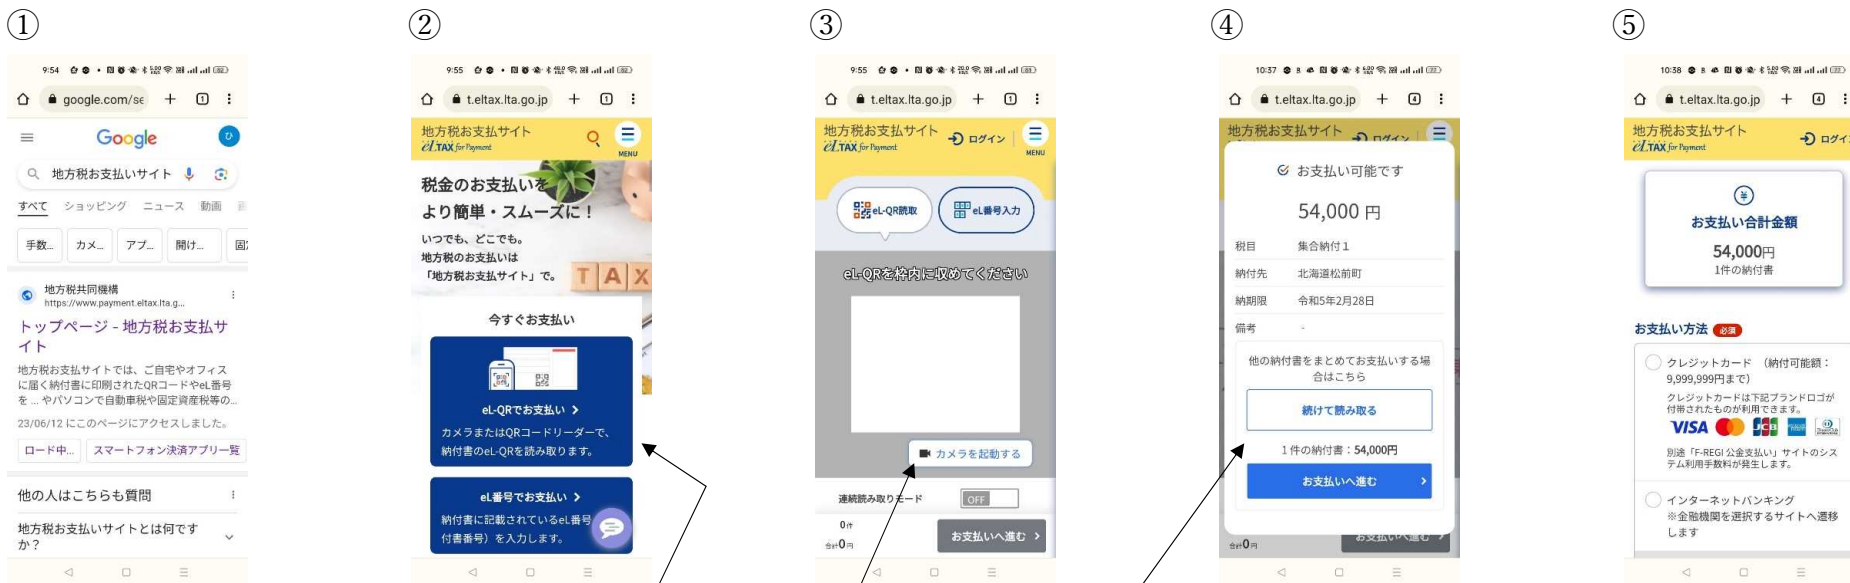 ①
9:54
google.com/se
1
Google
ひ
地方税お支払いサイト
すべて ショッピング ニュース 動画
手数... カメ... アプ... 開け... 固
地方税共同機構
https://www.payment.eltax.lta.g...
トップページ - 地方税お支払サ
イト
地方税お支払サイトでは、ご自宅やオフィス
に届く納付書に印刷されたQRコードやeL番号
を ... やパソコンで自動車税や固定資産税等の...
23/06/12 にこのページにアクセスしました。
ロード中... スマートフォン決済アプリ一覧
他の人はこちらも質問
地方税お支払いサイトとは何です
か？
②
9:55
t.eltax.lta.go.jp
1
地方税お支払サイト
eLTAX for Payment
MENU
税金のお支払いを
より簡単・スムーズに！
いつでも、どこでも。
地方税のお支払いは
「地方税お支払サイト」で。
TAX
今すぐお支払い
eL-QRでお支払い
カメラまたはQRコードリーダーで、
納付書のeL-QRを読み取ります。
eL番号でお支払い
納付書に記載されているeL番号
付書番号）を入力します。
③
9:55
t.eltax.lta.go.jp
1
地方税お支払サイト
eLTAX for Payment
ログイン
MENU
eL-QR読取
eL番号入力
eL-QRを枠内に収めてください
カメラを起動する
連続読み取りモード
OFF
0件
合計0円
お支払いへ進む
④
10:37
t.eltax.lta.go.jp
4
地方税お支払サイト
ログイン
お支払い可能です
54,000 円
税目 集合納付１
納付先 北海道松前町
納期限 令和5年2月28日
備考 -
他の納付書をまとめてお支払いする場
合はこちら
続けて読み取る
1件の納付書：54,000円
お支払いへ進む
合計0円
お支払いへ進む
⑤
10:38
t.eltax.lta.go.jp
4
地方税お支払サイト
eLTAX for Payment
ログイ
お支払い合計金額
54,000円
1件の納付書
お支払い方法 必須
クレジットカード （納付可能額：
9,999,999円まで）
クレジットカードは下記ブランドロゴが
付帯されたものが利用できます。
VISA
JCB
別途「F-REGI 公金支払い」サイトのシス
テム利用手数料が発生します。
インターネットバンキング
※金融機関を選択するサイトへ遷移
します